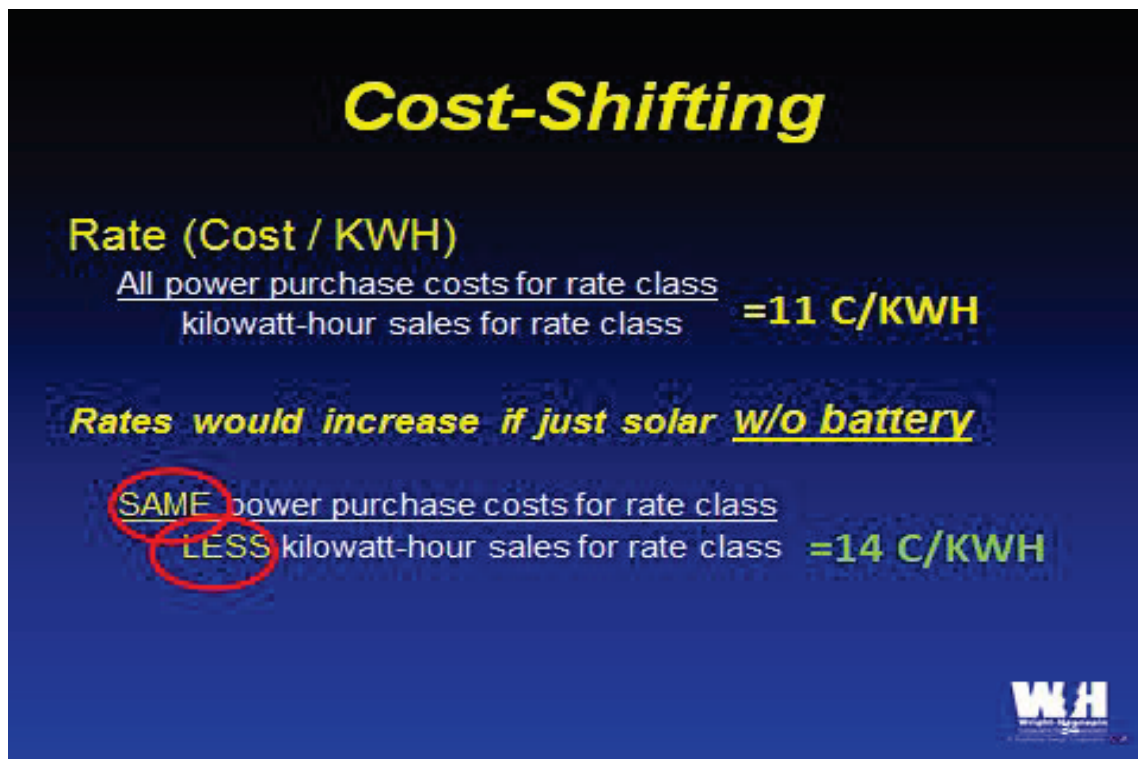 Cost-Shifting
Rate (Cost / KWH)
All power purchase costs for rate class
kilowatt-hour sales for rate class
=11 C/KWH
Rates would increase if just solar w/o battery
SAME power purchase costs for rate class
LESS kilowatt-hour sales for rate class
=14 C/KWH
WH
Wright-Hennepin